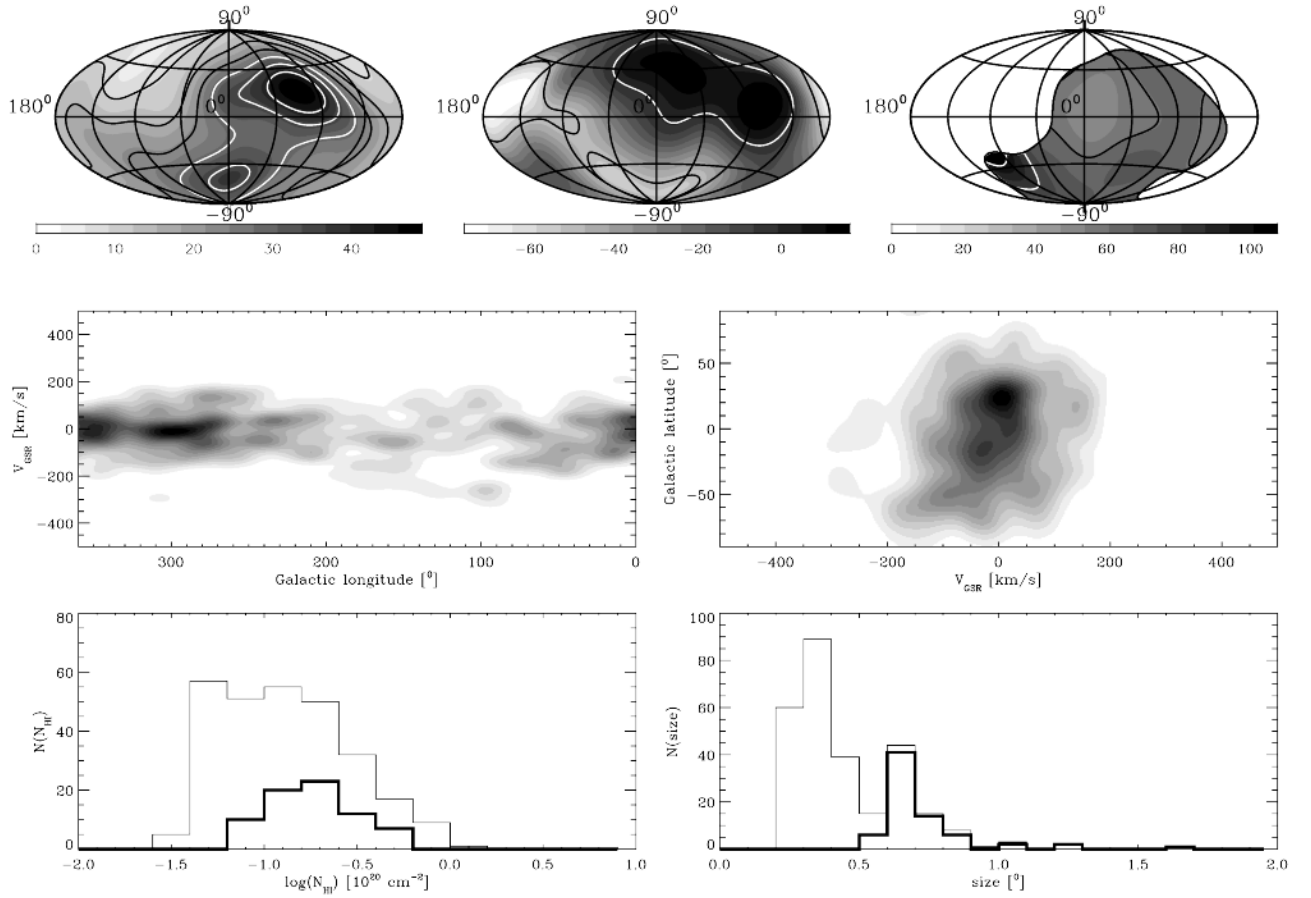 90⁰ 90⁰ 90⁰
180⁰ 0⁰ 180⁰ 0⁰ 180⁰ 0⁰
−90⁰ −90⁰ −90⁰
0 10 20 30 40 −60 −40 −20 0 0 20 40 60 80 100
400
200
0
−200
−400
V_GSR [km/s]
300 200 100 0
Galactic longitude [⁰]
50
0
−50
Galactic latitude [⁰]
−400 −200 0 200 400
V_GSR [km/s]
80
60
40
20
0
N(N_HI)
−2.0 −1.5 −1.0 −0.5 0.0 0.5 1.0
log(N_HI) [10²⁰ cm⁻²]
100
80
60
40
20
0
N(size)
0.0 0.5 1.0 1.5 2.0
size [⁰]